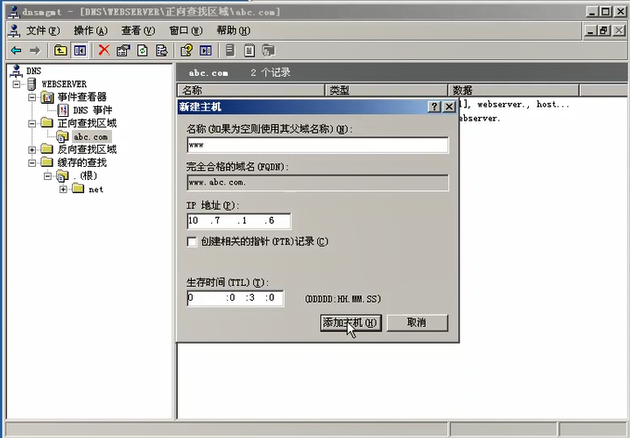 dnsmgmt - [DNS\WEBSERVER\正向查找区域\abc.com]
文件(F) 操作(A) 查看(V) 窗口(W) 帮助(H)
DNS
WEBSERVER
事件查看器
DNS 事件
正向查找区域
abc.com
反向查找区域
缓存的查找
.(根)
net
abc.com 2 个记录
名称 类型 数据
], webserver., host...
ebserver.
新建主机
名称(如果为空则使用其父域名称)(N):
www
完全合格的域名(FQDN):
www.abc.com.
IP 地址(P):
10 .7 .1 .6
创建相关的指针(PTR)记录(C)
生存时间(TTL)(T):
0 :0 :3 :0 (DDDDD:HH.MM.SS)
添加主机(H) 取消